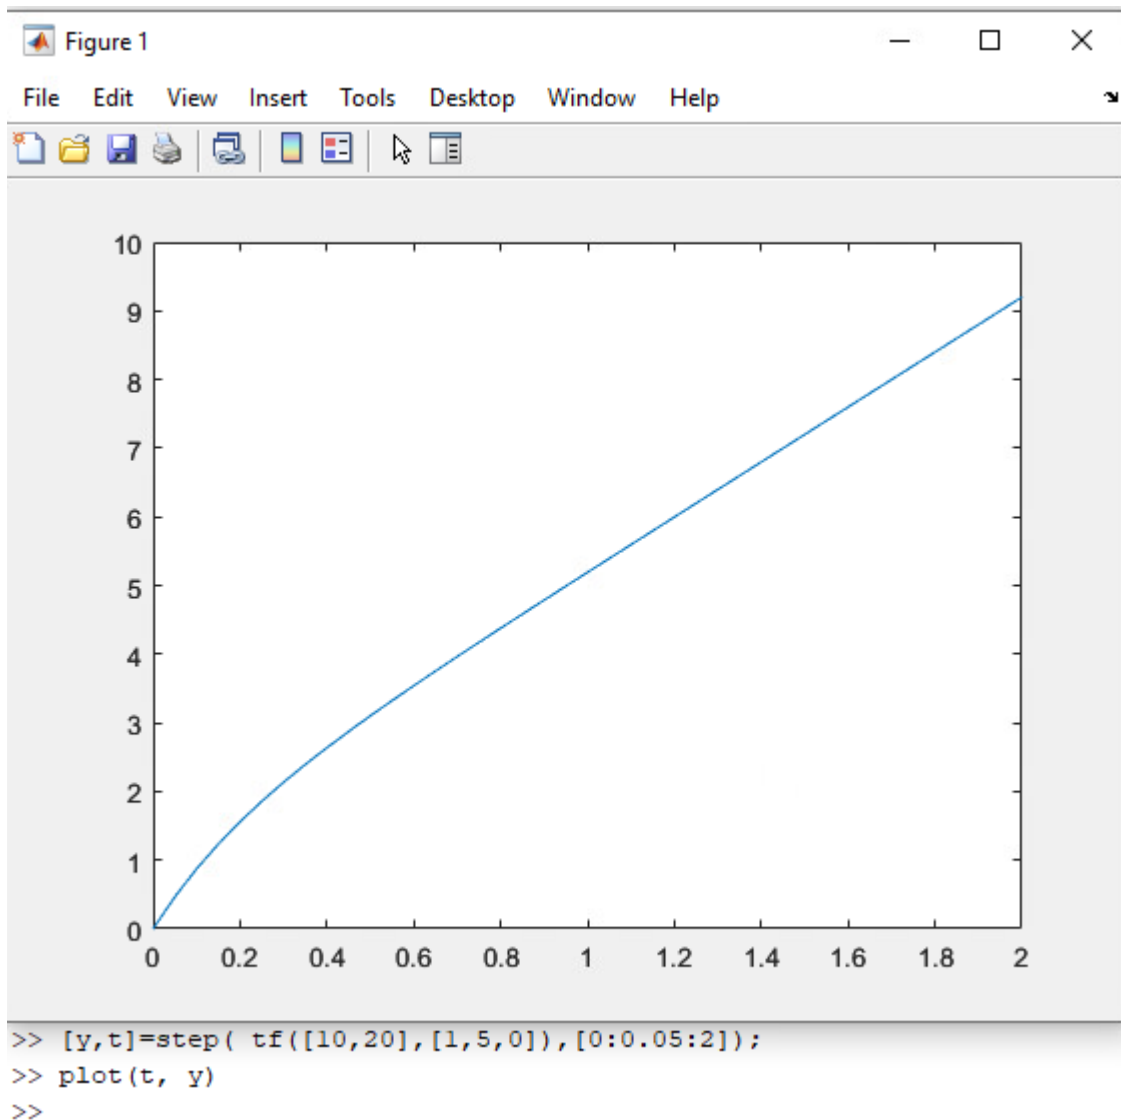 Figure 1
File Edit View Insert Tools Desktop Window Help
10
9
8
7
6
5
4
3
2
1
0
0 0.2 0.4 0.6 0.8 1 1.2 1.4 1.6 1.8 2
>> [y,t]=step( tf([10,20],[1,5,0]),[0:0.05:2]);
>> plot(t, y)
>>